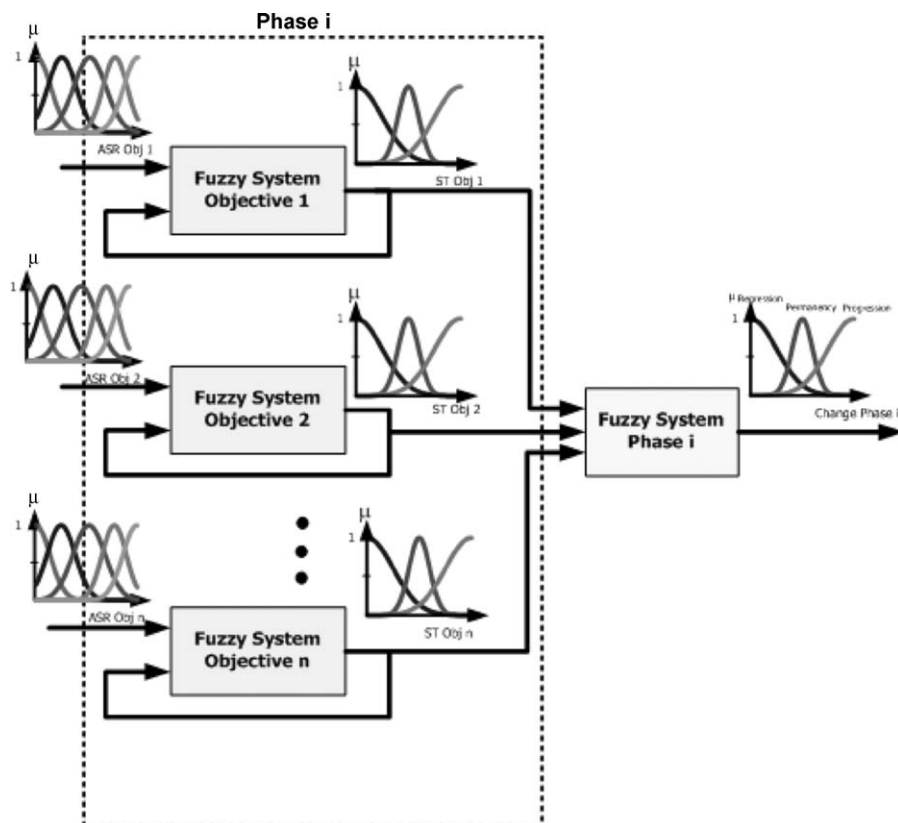 Phase i
μ
1
ASR Obj 1
μ
1
ST Obj 1
Fuzzy System
Objective 1
μ
1
ASR Obj 2
μ
1
ST Obj 2
Fuzzy System
Objective 2
μ Regression Permanency Progression
1
Change Phase i
Fuzzy System
Phase i
μ
1
ASR Obj n
μ
1
ST Obj n
Fuzzy System
Objective n